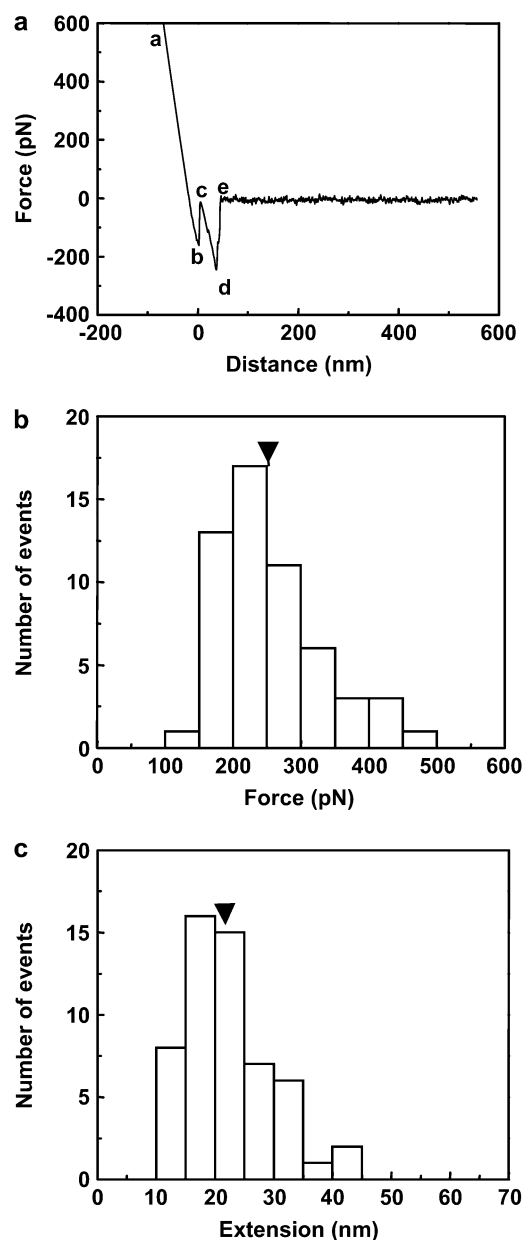 a
Force (pN)
600
400
200
0
-200
-400
a
b
c
d
e
-200 0 200 400 600
Distance (nm)
b
Number of events
20
15
10
5
0
0 100 200 300 400 500 600
Force (pN)
c
Number of events
20
15
10
5
0
0 10 20 30 40 50 60 70
Extension (nm)